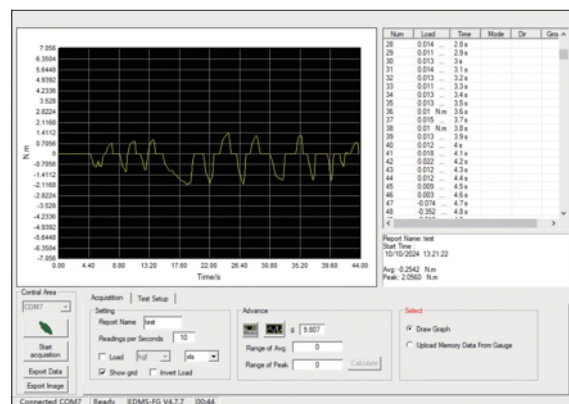 7.056
6.3504
5.6448
4.9392
4.2336
3.528
2.8224
2.1168
1.4112
0.7056
0
-0.7056
-1.4112
-2.1168
-2.8224
-3.528
-4.2336
-4.9392
-5.6448
-6.3504
-7.056
N.m
0.00 4.40 8.80 13.20 17.60 22.00 26.40 30.80 35.20 39.60 44.00
Time/s
Num Load Time Mode Dir Grou
28 0.014 ... 2.8 s
29 0.011 ... 2.9 s
30 0.013 ... 3 s
31 0.014 ... 3.1 s
32 0.013 ... 3.2 s
33 0.011 ... 3.3 s
34 0.013 ... 3.4 s
35 0.013 ... 3.5 s
36 0.01 N.m 3.6 s
37 0.015 ... 3.7 s
38 0.01 N.m 3.8 s
39 0.013 ... 3.9 s
40 0.012 ... 4 s
41 0.018 ... 4.1 s
42 0.022 ... 4.2 s
43 0.012 ... 4.3 s
44 0.012 ... 4.4 s
45 0.009 ... 4.5 s
46 0.003 ... 4.6 s
47 -0.074 ... 4.7 s
48 -0.352 ... 4.8 s
Report Name: test
Start Time :
10/10/2024 13:21:22
Avg: -0.2542 N.m
Peak: 2.0560 N.m
Control Area
COM7
Start acquisition
Export Data
Export Image
Acquisition Test Setup
Setting
Report Name test
Readings per Seconds 10
Load kgf xls
Show grid Invert Load
Advance
g 9.807
Range of Avg. 0
Range of Peak 0 Calculate
Select
Draw Graph
Upload Memory Data From Gauge
Connected COM7 Ready EDMS-FG V4.7.7 00:44